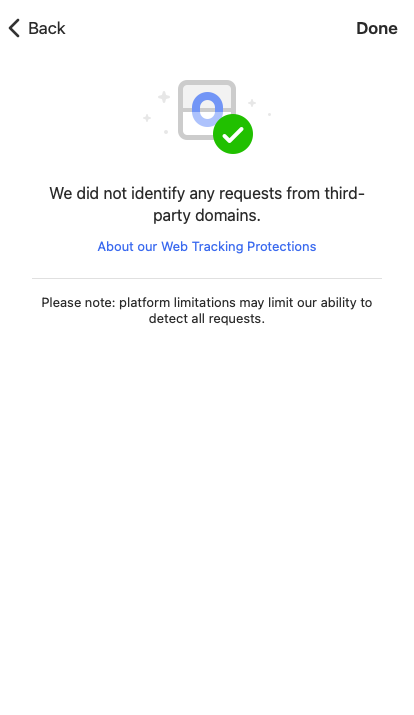 Back
Done
0
We did not identify any requests from third-
party domains.
About our Web Tracking Protections
Please note: platform limitations may limit our ability to
detect all requests.